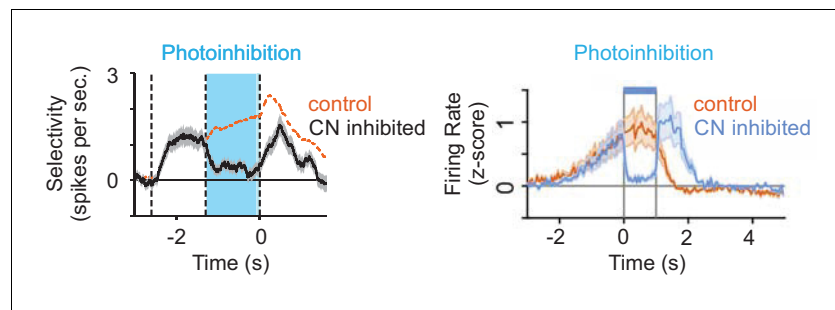 Photoinhibition
3
0
Selectivity
(spikes per sec.)
control
CN inhibited
-2
0
Time (s)
Photoinhibition
1
0
Firing Rate
(z-score)
control
CN inhibited
-2
0
2
4
Time (s)